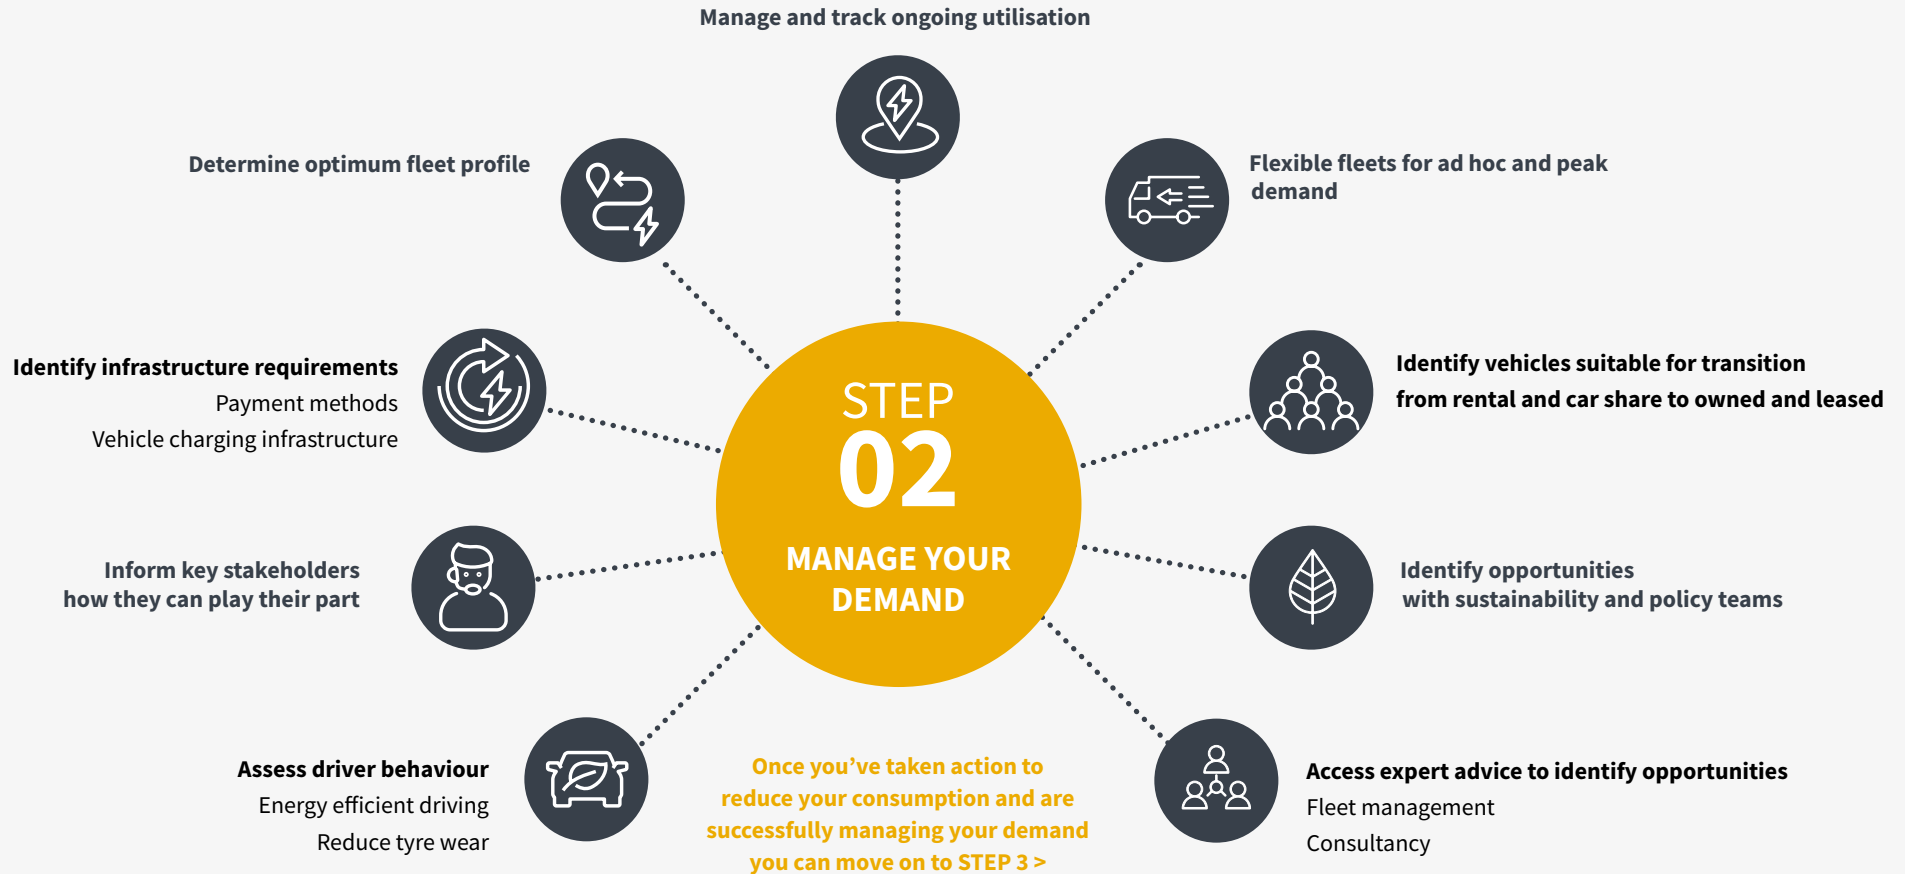 Manage and track ongoing utilisation
Determine optimum fleet profile
Flexible fleets for ad hoc and peak
demand
Identify infrastructure requirements
Payment methods
Vehicle charging infrastructure
Identify vehicles suitable for transition
from rental and car share to owned and leased
STEP
02
MANAGE YOUR
DEMAND
Inform key stakeholders
how they can play their part
Identify opportunities
with sustainability and policy teams
Assess driver behaviour
Energy efficient driving
Reduce tyre wear
Once you’ve taken action to
reduce your consumption and are
successfully managing your demand
you can move on to STEP 3 >
Access expert advice to identify opportunities
Fleet management
Consultancy